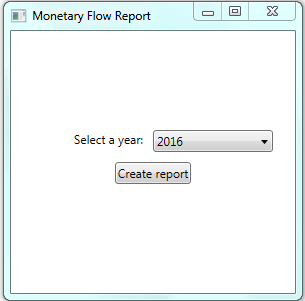 Monetary Flow Report
Select a year: 2016
Create report